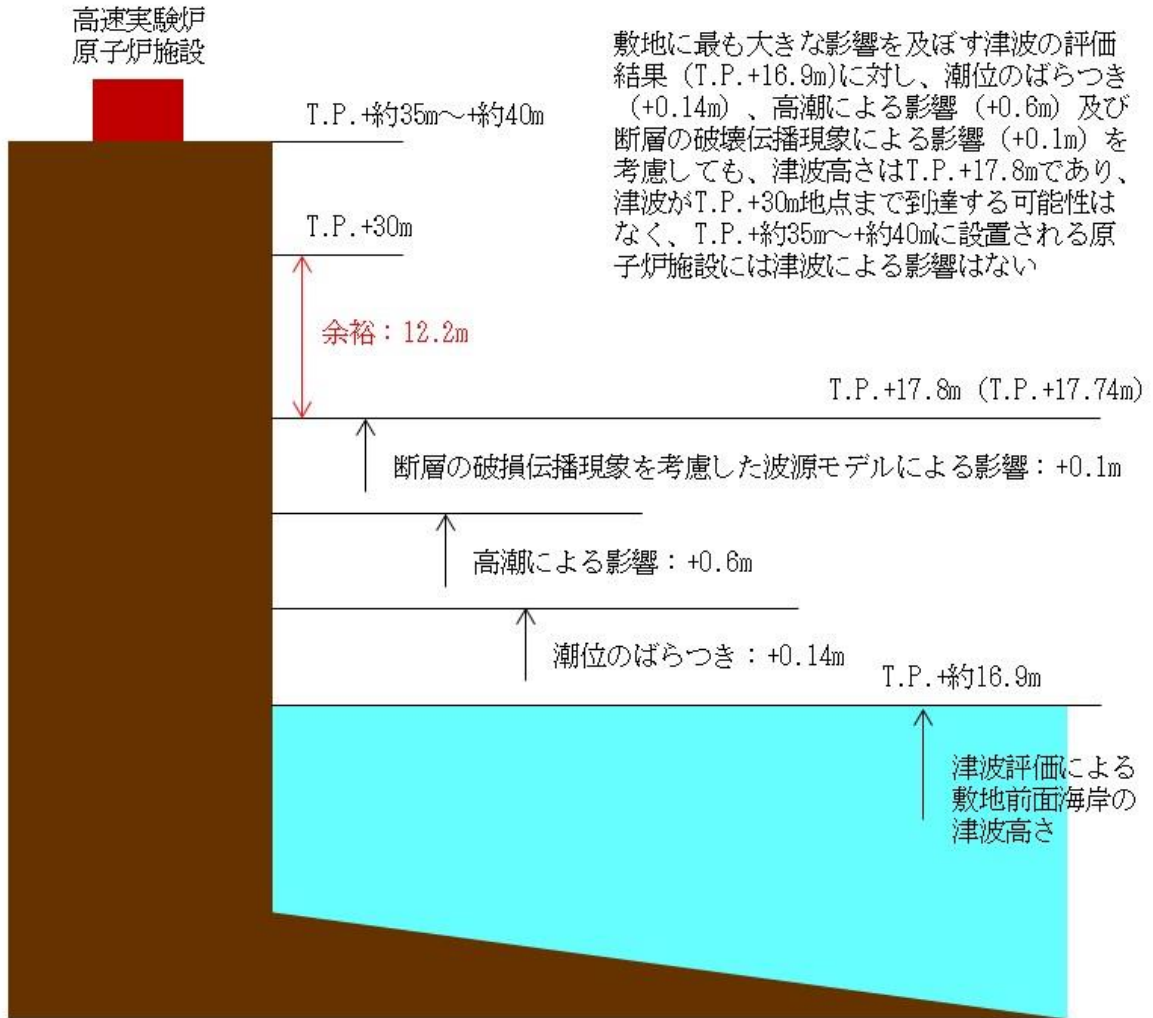 高速実験炉
原子炉施設
敷地に最も大きな影響を及ぼす津波の評価
結果（T.P.+16.9m)に対し、潮位のばらつき
（+0.14m）、高潮による影響（+0.6m）及び
断層の破壊伝播現象による影響（+0.1m）を
考慮しても、津波高さはT.P.+17.8mであり、
津波がT.P.+30m地点まで到達する可能性は
なく、T.P.+約35m～+約40mに設置される原
子炉施設には津波による影響はない
T.P.+約35m～+約40m
T.P.+30m
余裕：12.2m
T.P.+17.8m（T.P.+17.74m）
断層の破損伝播現象を考慮した波源モデルによる影響：+0.1m
高潮による影響：+0.6m
潮位のばらつき：+0.14m
T.P.+約16.9m
津波評価による
敷地前面海岸の
津波高さ